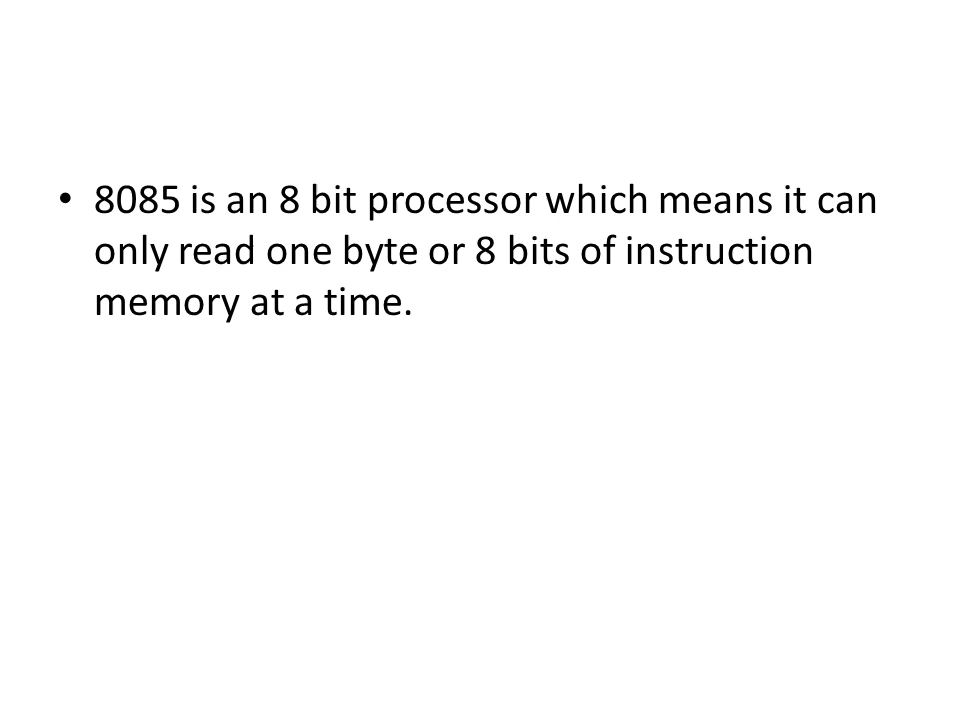 • 8085 is an 8 bit processor which means it can
only read one byte or 8 bits of instruction
memory at a time.